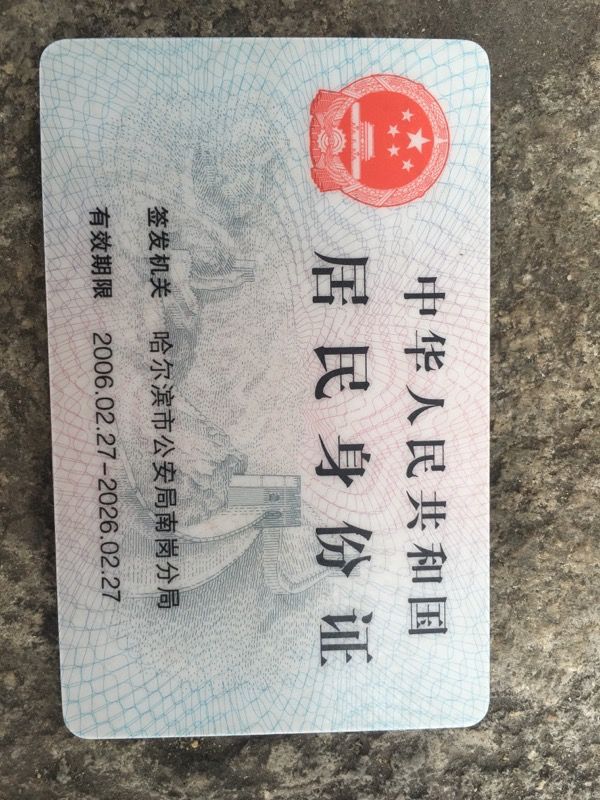 中华人民共和国
居民身份证
签发机关 哈尔滨市公安局南岗分局
有效期限 2006.02.27-2026.02.27